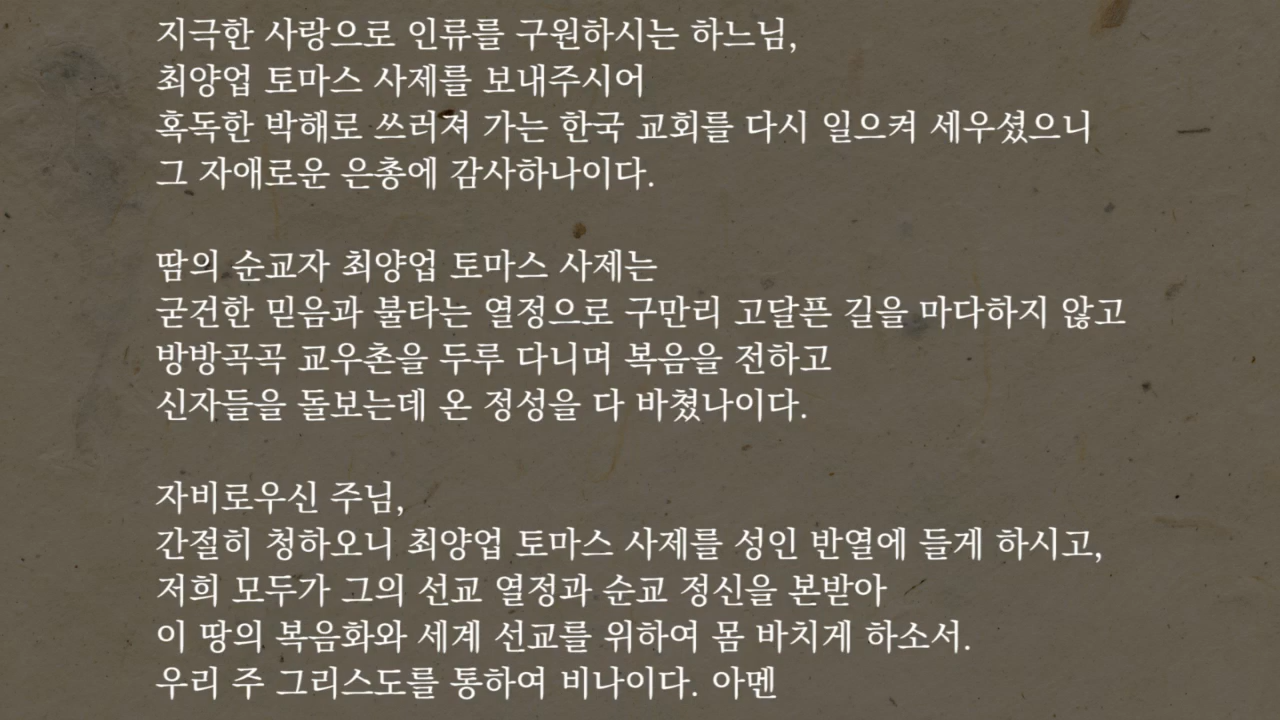 지극한 사랑으로 인류를 구원하시는 하느님,
최양업 토마스 사제를 보내주시어
혹독한 박해로 쓰러져 가는 한국 교회를 다시 일으켜 세우셨으니
그 자애로운 은총에 감사하나이다.
땀의 순교자 최양업 토마스 사제는
굳건한 믿음과 불타는 열정으로 구만리 고달픈 길을 마다하지 않고
방방곡곡 교우촌을 두루 다니며 복음을 전하고
신자들을 돌보는데 온 정성을 다 바쳤나이다.
자비로우신 주님,
간절히 청하오니 최양업 토마스 사제를 성인 반열에 들게 하시고,
저희 모두가 그의 선교 열정과 순교 정신을 본받아
이 땅의 복음화와 세계 선교를 위하여 몸 바치게 하소서.
우리 주 그리스도를 통하여 비나이다. 아멘